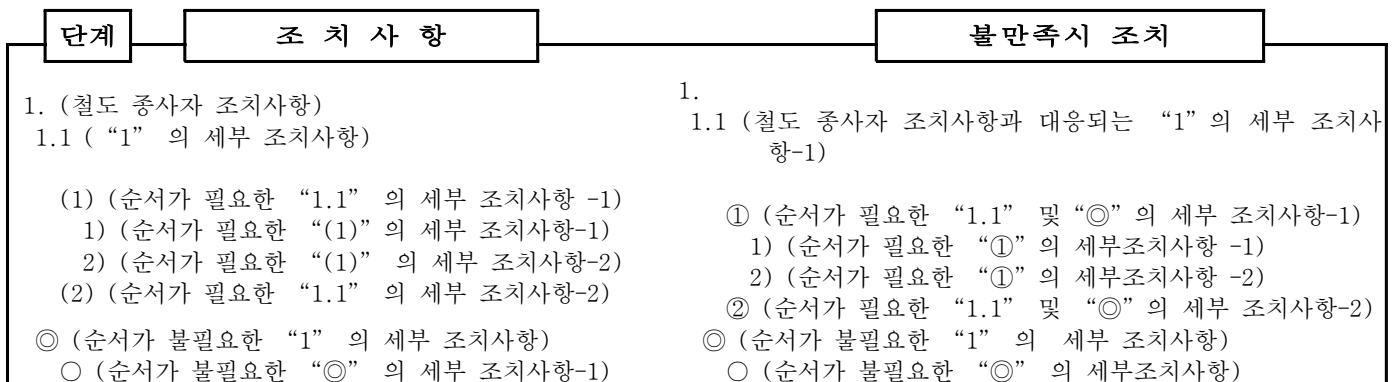 단계
조 치 사 항
불만족시 조치
1. (철도 종사자 조치사항)
1.1 ( “1” 의 세부 조치사항)
(1) (순서가 필요한 “1.1” 의 세부 조치사항 -1)
1) (순서가 필요한 “(1)” 의 세부 조치사항-1)
2) (순서가 필요한 “(1)” 의 세부 조치사항-2)
(2) (순서가 필요한 “1.1” 의 세부 조치사항-2)
◎ (순서가 불필요한 “1” 의 세부 조치사항)
○ (순서가 불필요한 “◎” 의 세부 조치사항-1)
1.
1.1 (철도 종사자 조치사항과 대응되는 “1” 의 세부 조치사
항-1)
① (순서가 필요한 “1.1” 및 “◎” 의 세부 조치사항-1)
1) (순서가 필요한 “①” 의 세부조치사항 -1)
2) (순서가 필요한 “①” 의 세부조치사항 -2)
② (순서가 필요한 “1.1” 및 “◎” 의 세부 조치사항-2)
◎ (순서가 불필요한 “1” 의 세부 조치사항)
○ (순서가 불필요한 “◎” 의 세부조치사항)